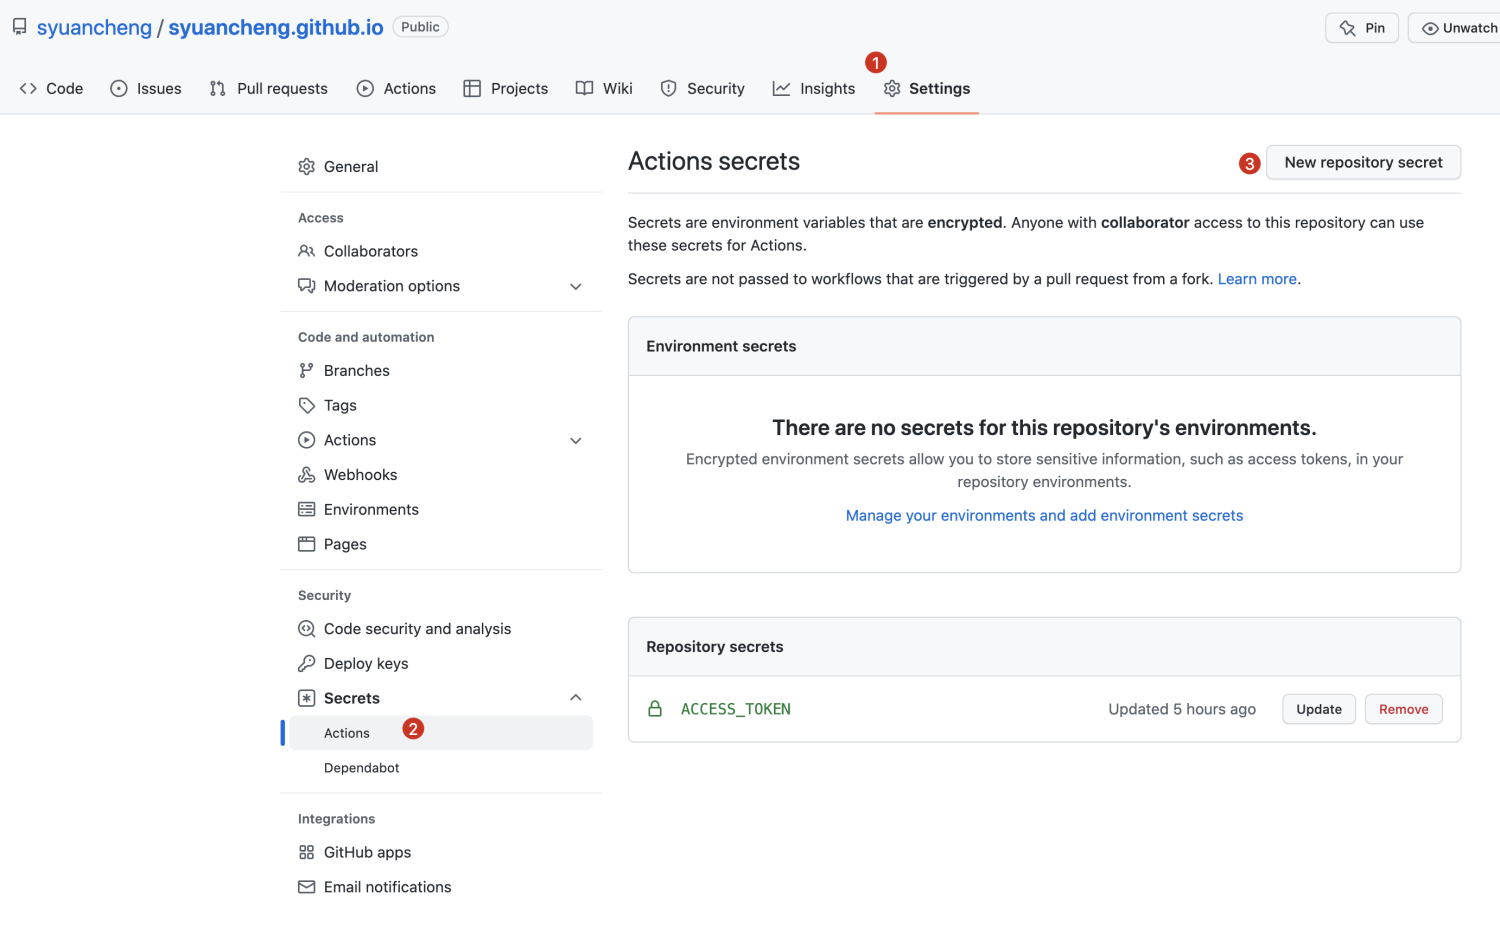 syuancheng / syuancheng.github.io Public
Pin
Unwatch
Code
Issues
Pull requests
Actions
Projects
Wiki
Security
Insights
1
Settings
General
Access
Collaborators
Moderation options
Code and automation
Branches
Tags
Actions
Webhooks
Environments
Pages
Security
Code security and analysis
Deploy keys
Secrets
Actions 2
Dependabot
Integrations
GitHub apps
Email notifications
Actions secrets
3 New repository secret
Secrets are environment variables that are encrypted. Anyone with collaborator access to this repository can use
these secrets for Actions.
Secrets are not passed to workflows that are triggered by a pull request from a fork. Learn more.
Environment secrets
There are no secrets for this repository's environments.
Encrypted environment secrets allow you to store sensitive information, such as access tokens, in your
repository environments.
Manage your environments and add environment secrets
Repository secrets
ACCESS_TOKEN
Updated 5 hours ago
Update
Remove